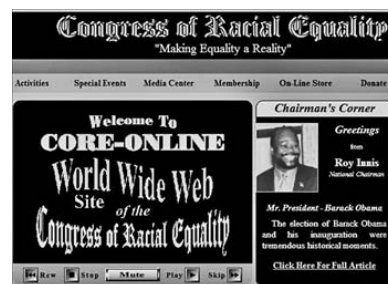 Congress of Racial Equality
"Making Equality a Reality"
Activities Special Events Media Center Membership On-Line Store Donate
Welcome To
CORE-ONLINE
World Wide Web
Site
of the
Congress of Racial Equality
Rew Stop Mute Play Skip
Chairman's Corner
Greetings
from
Roy Innis
National Chairman
Mr. President - Barack Obama
The election of Barack Obama
and his inauguration were
tremendous historical moments.
Click Here For Full Article